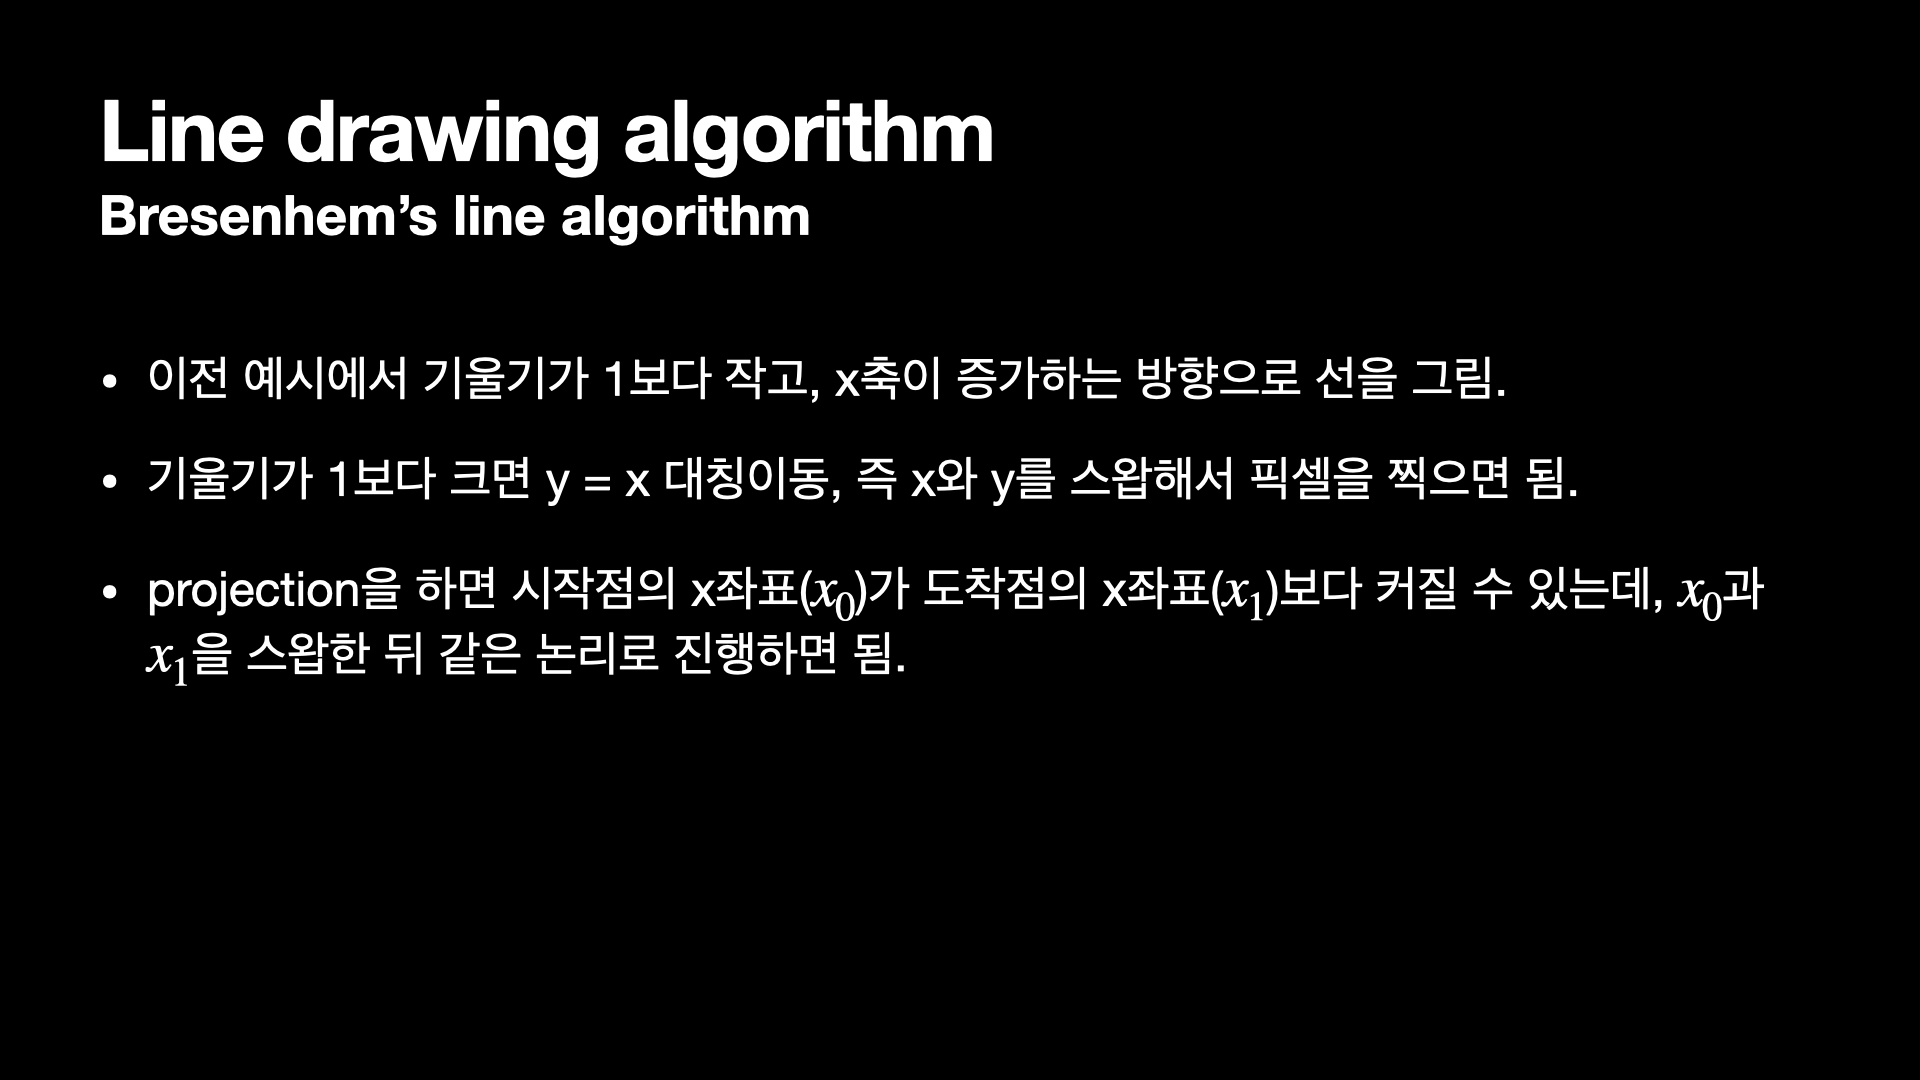 Line drawing algorithm
Bresenhem’s line algorithm
• 이전 예시에서 기울기가 1보다 작고, x축이 증가하는 방향으로 선을 그림.
• 기울기가 1보다 크면 y = x 대칭이동, 즉 x와 y를 스왑해서 픽셀을 찍으면 됨.
• projection을 하면 시작점의 x좌표(x₀)가 도착점의 x좌표(x₁)보다 커질 수 있는데, x₀과
x₁을 스왑한 뒤 같은 논리로 진행하면 됨.